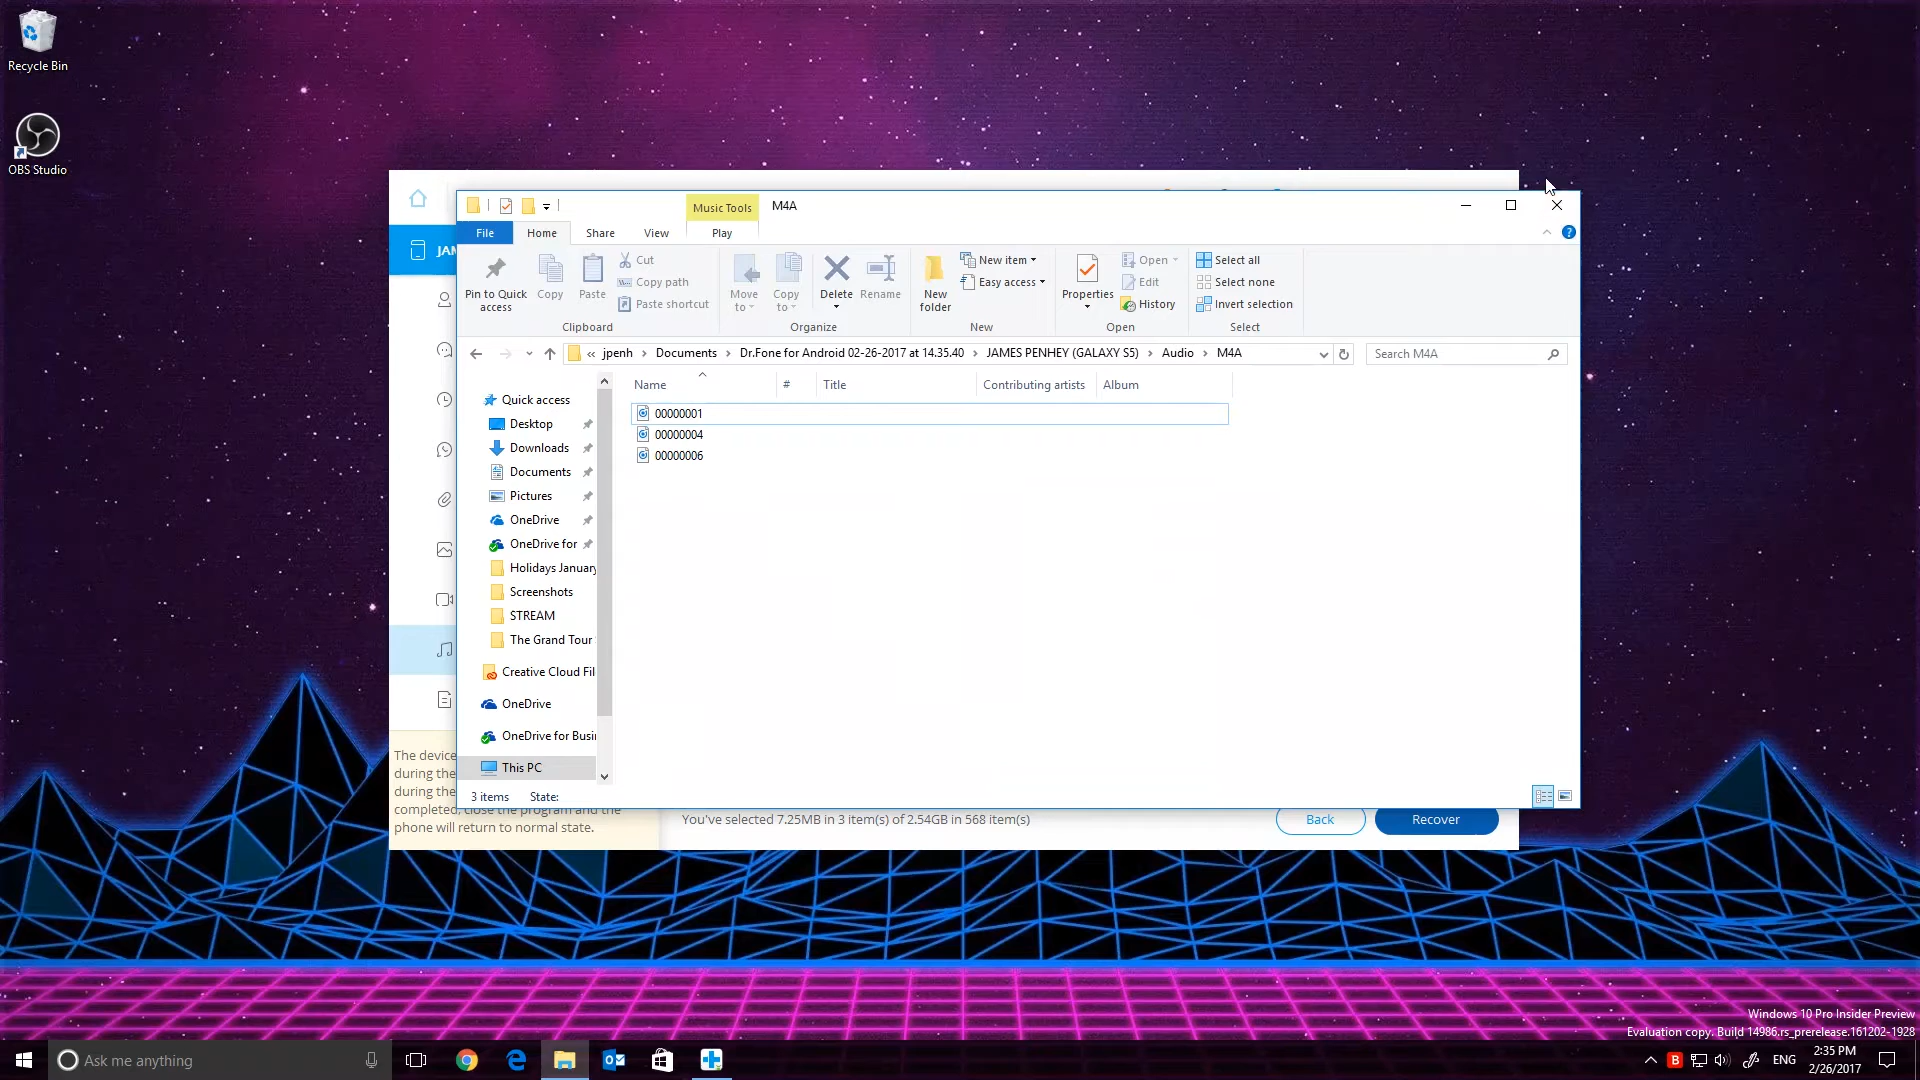 Recycle Bin
OBS Studio
Music Tools
M4A
File
Home
Share
View
Play
Pin to Quick
access
Copy
Paste
Cut
Copy path
Paste shortcut
Clipboard
Move
to
Copy
to
Delete
Rename
Organize
New
folder
New item
Easy access
New
Properties
Open
Edit
History
Open
Select all
Select none
Invert selection
Select
« jpenh › Documents › Dr.Fone for Android 02-26-2017 at 14.35.40 › JAMES PENHEY (GALAXY S5) › Audio › M4A
Search M4A
Name
#
Title
Contributing artists
Album
00000001
00000004
00000006
Quick access
Desktop
Downloads
Documents
Pictures
OneDrive
OneDrive for
Holidays January
Screenshots
STREAM
The Grand Tour
Creative Cloud Fil
OneDrive
OneDrive for Busi
This PC
3 items
State:
JAM
The device
during the
during the
completed, close the program and the
phone will return to normal state.
You've selected 7.25MB in 3 item(s) of 2.54GB in 568 item(s)
Back
Recover
Windows 10 Pro Insider Preview
Evaluation copy. Build 14986.rs_prerelease.161202-1928
Ask me anything
ENG
2:35 PM
2/26/2017